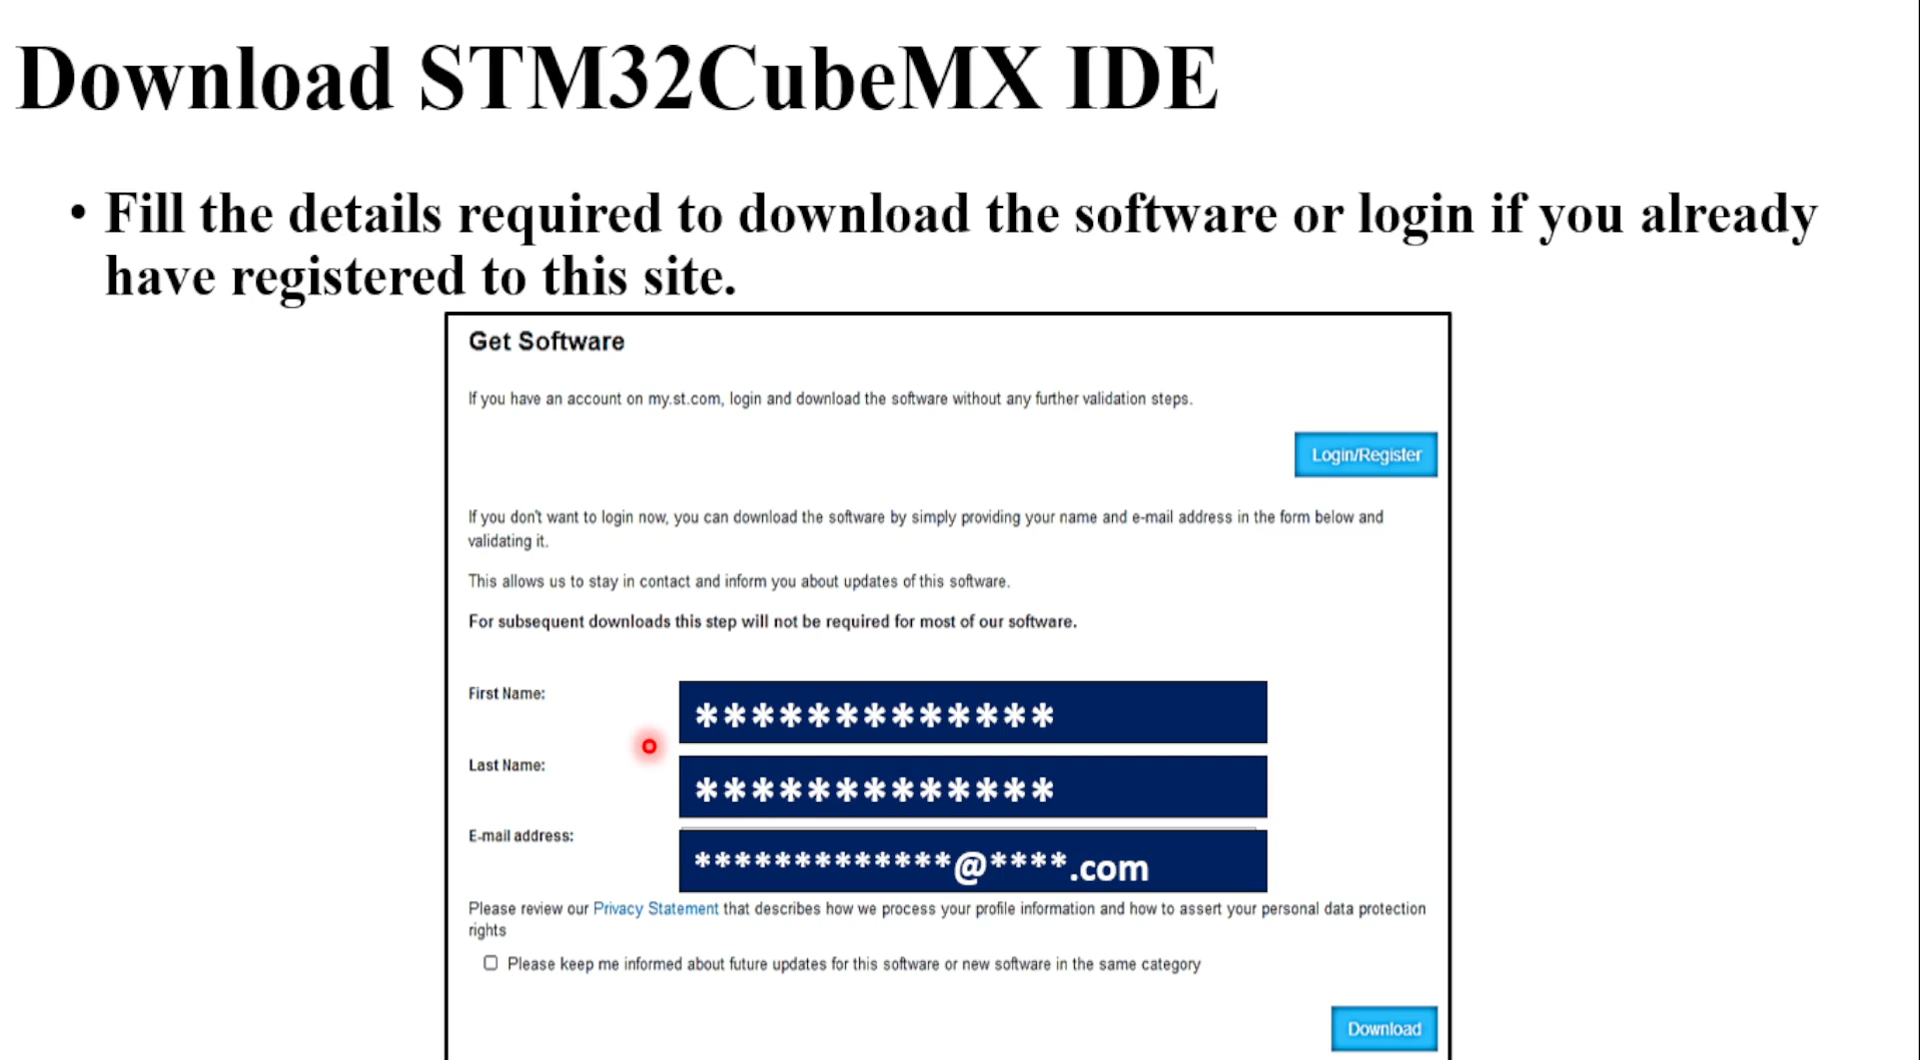 Download STM32CubeMX IDE
• Fill the details required to download the software or login if you already
have registered to this site.
Get Software
If you have an account on my.st.com, login and download the software without any further validation steps.
Login/Register
If you don't want to login now, you can download the software by simply providing your name and e-mail address in the form below and
validating it.
This allows us to stay in contact and inform you about updates of this software.
For subsequent downloads this step will not be required for most of our software.
First Name:
*************
Last Name:
*************
E-mail address:
*************@****.com
Please review our Privacy Statement that describes how we process your profile information and how to assert your personal data protection
rights
Please keep me informed about future updates for this software or new software in the same category
Download